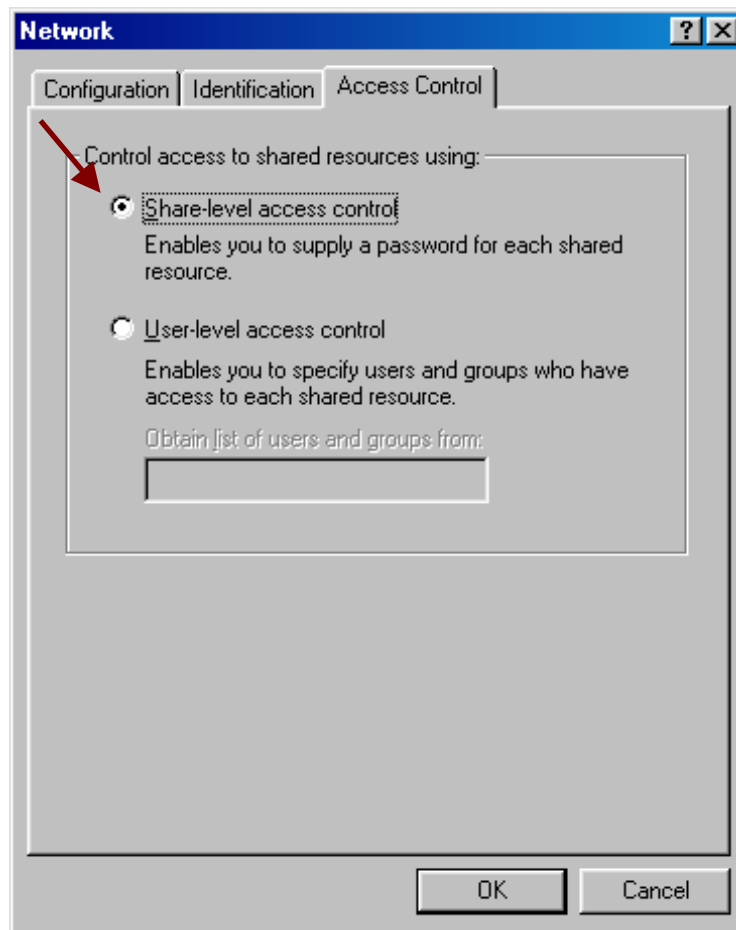 Network
Configuration Identification Access Control
Control access to shared resources using:
Share-level access control
Enables you to supply a password for each shared
resource.
User-level access control
Enables you to specify users and groups who have
access to each shared resource.
Obtain list of users and groups from:
OK Cancel